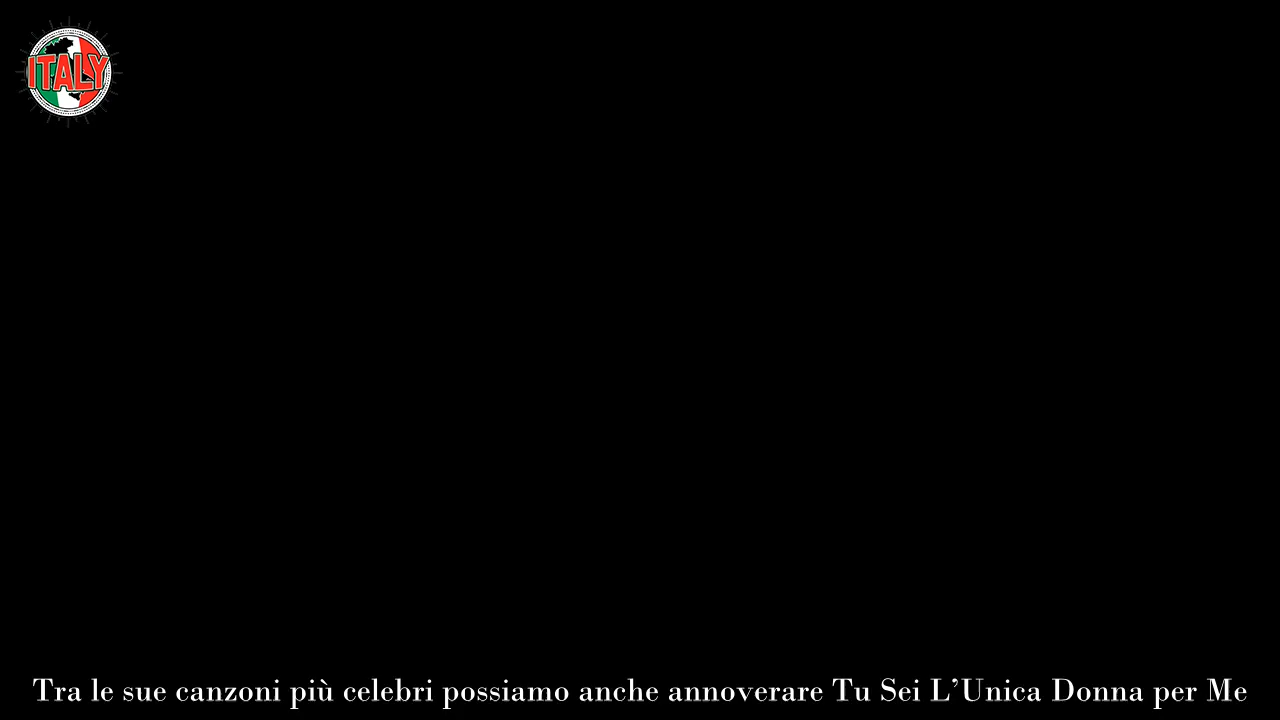 ITALY
Tra le sue canzoni più celebri possiamo anche annoverare Tu Sei L’Unica Donna per Me